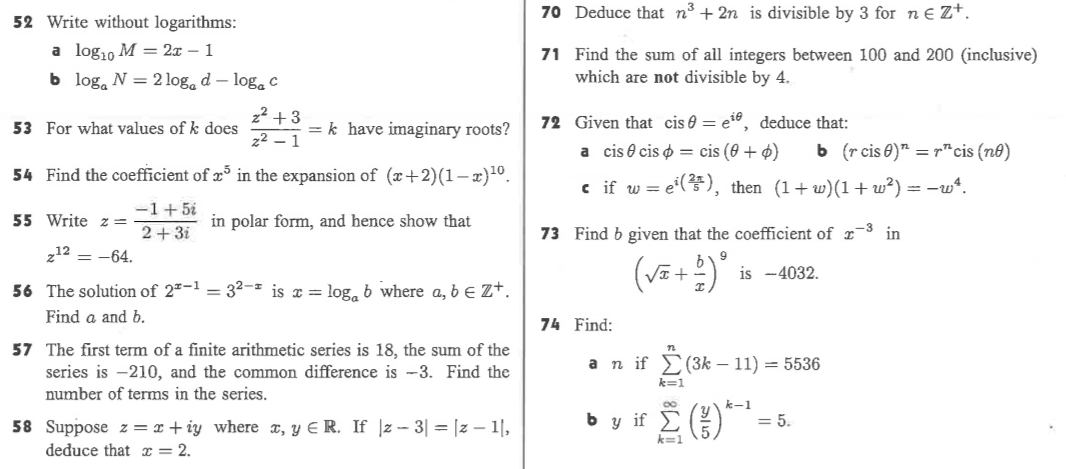 52 Write without logarithms:
a log₁₀ M = 2x − 1
b logₐ N = 2 logₐ d − logₐ c
53 For what values of k does (z² + 3)/(z² − 1) = k have imaginary roots?
54 Find the coefficient of x⁵ in the expansion of (x+2)(1−x)¹⁰.
55 Write z = (−1 + 5i)/(2 + 3i) in polar form, and hence show that
z¹² = −64.
56 The solution of 2ˣ⁻¹ = 3²⁻ˣ is x = logₐ b where a, b ∈ Z⁺.
Find a and b.
57 The first term of a finite arithmetic series is 18, the sum of the
series is −210, and the common difference is −3. Find the
number of terms in the series.
58 Suppose z = x + iy where x, y ∈ ℝ. If |z − 3| = |z − 1|,
deduce that x = 2.
70 Deduce that n³ + 2n is divisible by 3 for n ∈ Z⁺.
71 Find the sum of all integers between 100 and 200 (inclusive)
which are not divisible by 4.
72 Given that cis θ = e^(iθ), deduce that:
a cis θ cis ϕ = cis (θ + ϕ) b (r cis θ)ⁿ = rⁿ cis (nθ)
c if w = e^(i(2π/5)), then (1 + w)(1 + w²) = −w⁴.
73 Find b given that the coefficient of x⁻³ in
(√x + b/x)⁹ is −4032.
74 Find:
a n if ∑_{k=1}^{n} (3k − 11) = 5536
b y if ∑_{k=1}^{∞} (y/5)^(k−1) = 5.